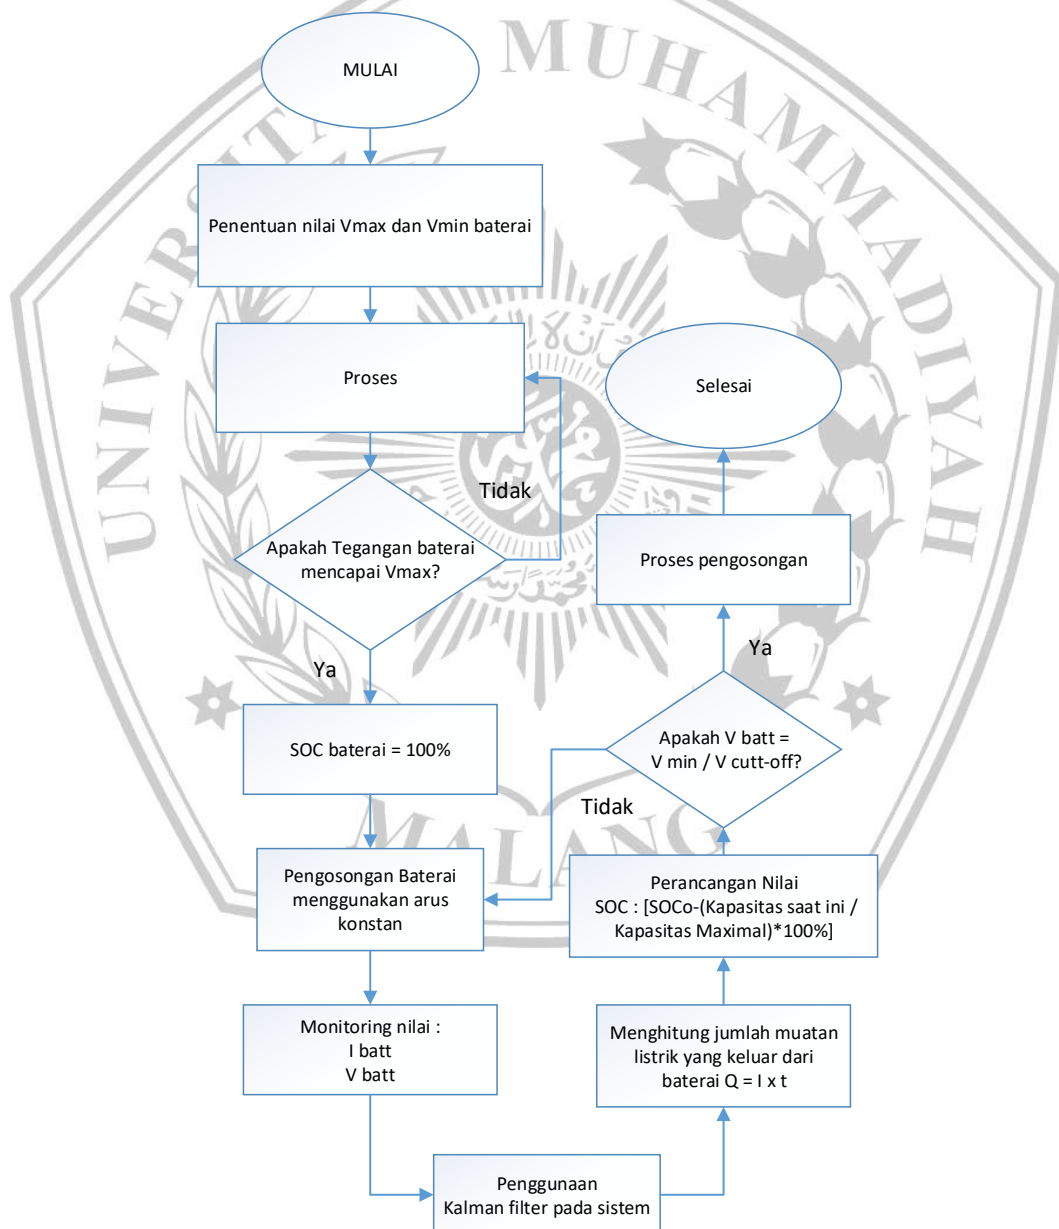 UNIVERSITAS MUHAMMADIYAH
MALANG
MULAI
Penentuan nilai Vmax dan Vmin baterai
Proses
Apakah Tegangan baterai
mencapai Vmax?
Tidak
Ya
SOC baterai = 100%
Pengosongan Baterai
menggunakan arus
konstan
Monitoring nilai :
I batt
V batt
Penggunaan
Kalman filter pada sistem
Menghitung jumlah muatan
listrik yang keluar dari
baterai Q = I x t
Perancangan Nilai
SOC : [SOCo-(Kapasitas saat ini /
Kapasitas Maximal)*100%]
Apakah V batt =
V min / V cutt-off?
Tidak
Ya
Proses pengosongan
Selesai